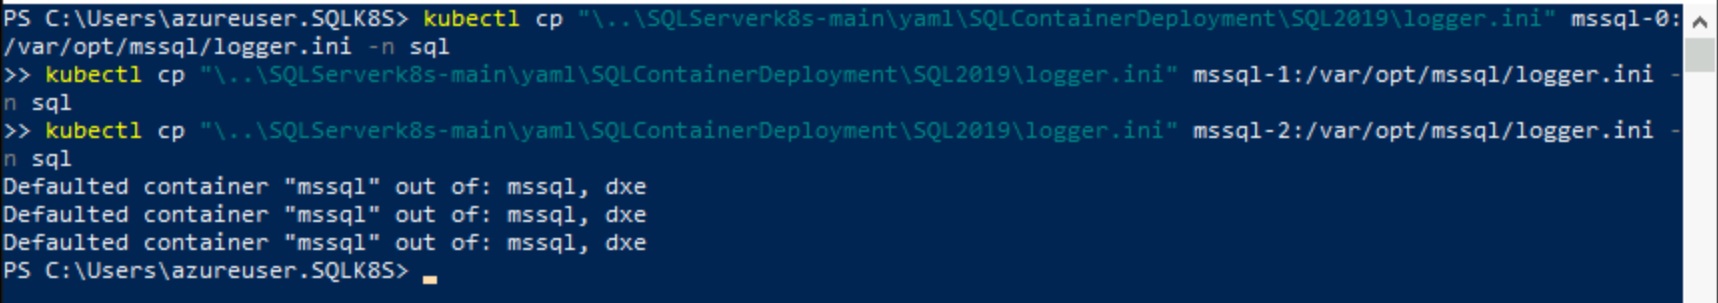 PS C:\Users\azureuser.SQLK8S> kubectl cp "\..\SQLServerk8s-main\yaml\SQLContainerDeployment\SQL2019\logger.ini" mssql-0:
/var/opt/mssql/logger.ini -n sql
>> kubectl cp "\..\SQLServerk8s-main\yaml\SQLContainerDeployment\SQL2019\logger.ini" mssql-1:/var/opt/mssql/logger.ini -
n sql
>> kubectl cp "\..\SQLServerk8s-main\yaml\SQLContainerDeployment\SQL2019\logger.ini" mssql-2:/var/opt/mssql/logger.ini -
n sql
Defaulted container "mssql" out of: mssql, dxe
Defaulted container "mssql" out of: mssql, dxe
Defaulted container "mssql" out of: mssql, dxe
PS C:\Users\azureuser.SQLK8S>